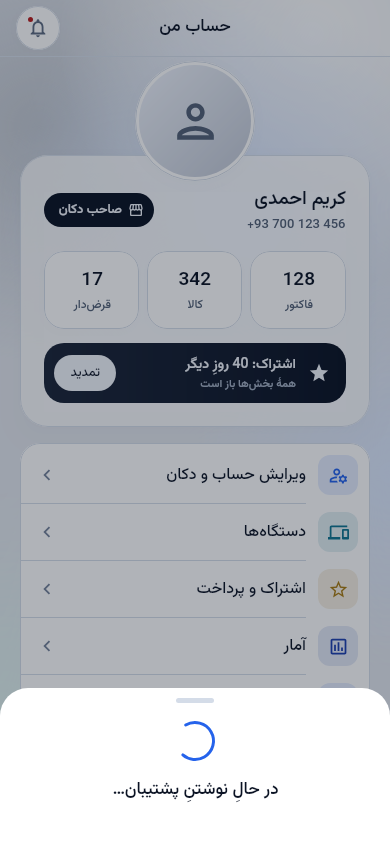 حساب من
کریم احمدی
+93 700 123 456
صاحب دکان
128
فاکتور
342
کالا
17
قرض‌دار
اشتراک: 40 روزِ دیگر
همهٔ بخش‌ها باز است
تمدید
ویرایش حساب و دکان
دستگاه‌ها
اشتراک و پرداخت
آمار
در حالِ نوشتنِ پشتیبان…